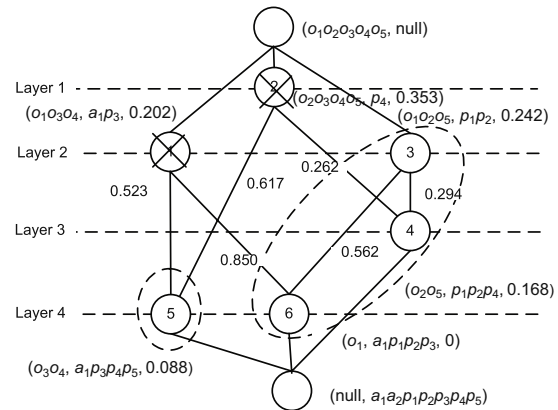 (o₁o₂o₃o₄o₅, null)
Layer 1
2
(o₂o₃o₄o₅, p₄, 0.353)
(o₁o₃o₄, a₁p₃, 0.202)
(o₁o₂o₅, p₁p₂, 0.242)
Layer 2
1
3
0.523
0.617
0.262
0.294
Layer 3
4
0.850
0.562
(o₂o₅, p₁p₂p₄, 0.168)
Layer 4
5
6
(o₁, a₁p₁p₂p₃, 0)
(o₃o₄, a₁p₃p₄p₅, 0.088)
(null, a₁a₂p₁p₂p₃p₄p₅)